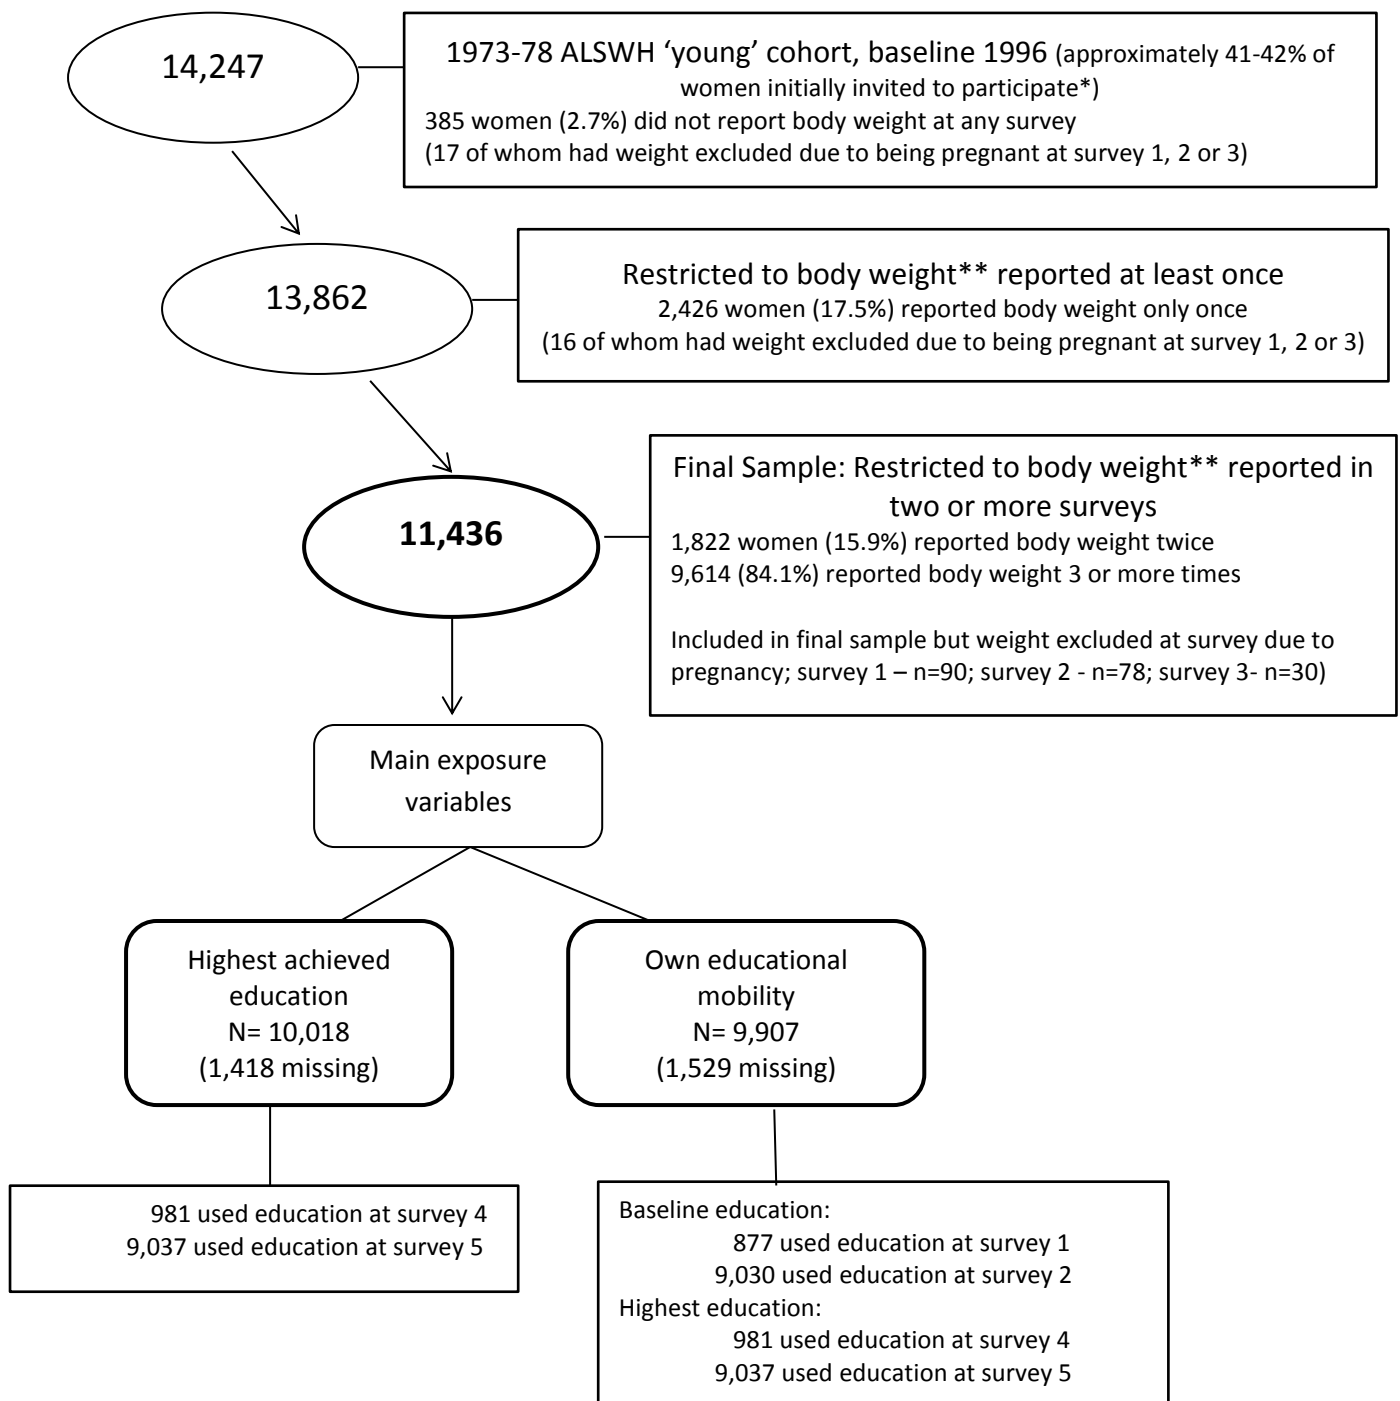 14,247
1973-78 ALSWH ‘young’ cohort, baseline 1996 (approximately 41-42% of
women initially invited to participate*)
385 women (2.7%) did not report body weight at any survey
(17 of whom had weight excluded due to being pregnant at survey 1, 2 or 3)
13,862
Restricted to body weight** reported at least once
2,426 women (17.5%) reported body weight only once
(16 of whom had weight excluded due to being pregnant at survey 1, 2 or 3)
11,436
Final Sample: Restricted to body weight** reported in
two or more surveys
1,822 women (15.9%) reported body weight twice
9,614 (84.1%) reported body weight 3 or more times
Included in final sample but weight excluded at survey due to
pregnancy; survey 1 – n=90; survey 2 - n=78; survey 3- n=30)
Main exposure
variables
Highest achieved
education
N= 10,018
(1,418 missing)
Own educational
mobility
N= 9,907
(1,529 missing)
981 used education at survey 4
9,037 used education at survey 5
Baseline education:
877 used education at survey 1
9,030 used education at survey 2
Highest education:
981 used education at survey 4
9,037 used education at survey 5